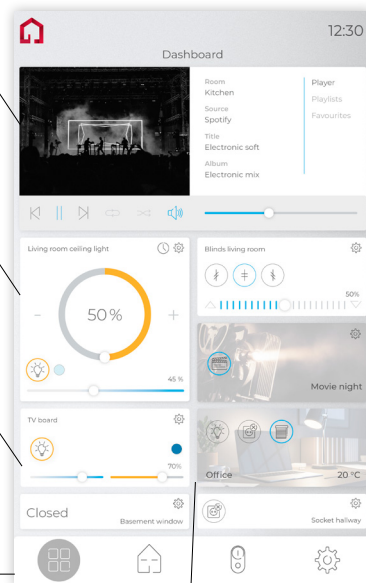 12:30
Dashboard
Room
Kitchen
Source
Spotify
Title
Electronic soft
Album
Electronic mix
Player
Playlists
Favourites
Living room ceiling light
- 50 % +
45 %
Blinds living room
50%
Movie night
TV board
70%
Office
20 °C
Closed
Basement window
Socket hallway